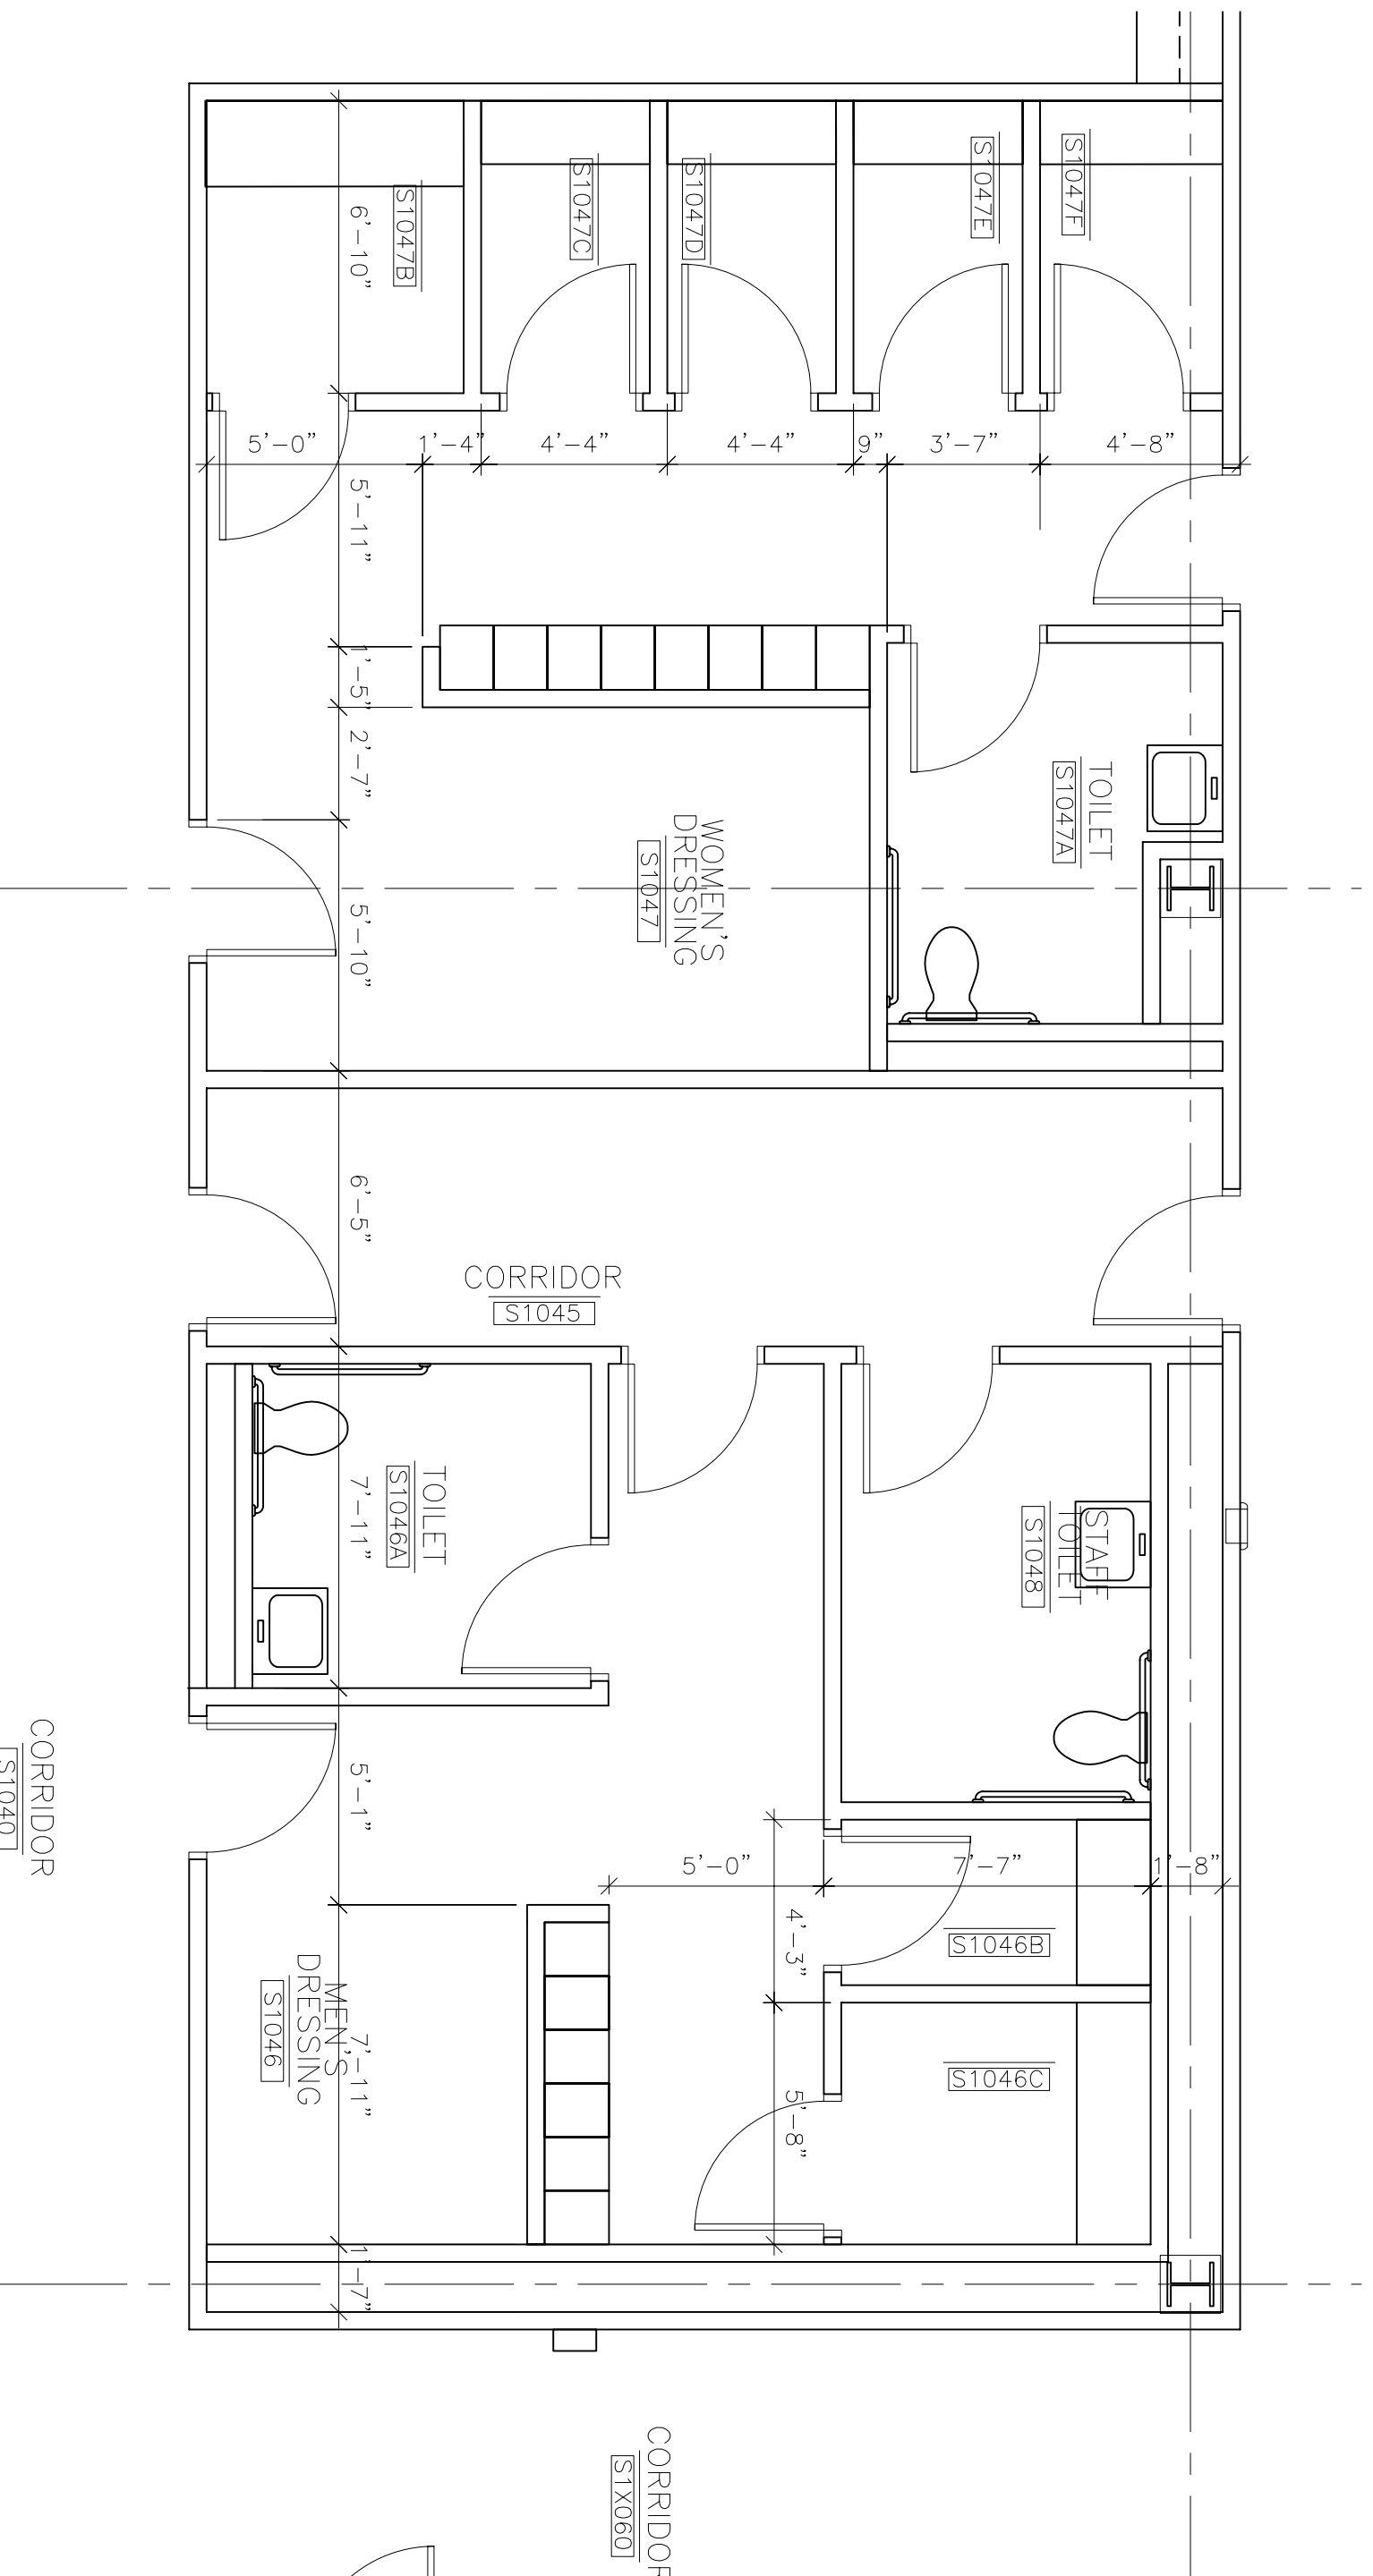 S1047B
S1047C
S1047D
S1047E
S1047F
6'-10"
5'-0"
1'-4"
4'-4"
4'-4"
9"
3'-7"
4'-8"
5'-11"
1'-5"
2'-7"
5'-10"
TOILET
S1047A
WOMEN'S
DRESSING
S1047
6'-5"
CORRIDOR
S1045
TOILET
S1046A
7'-11"
STAFF
TOILET
S1048
5'-1"
5'-0"
7'-7"
1'-8"
4'-3"
S1046B
5'-8"
S1046C
MEN'S
DRESSING
S1046
7'-11"
1'-7"
CORRIDOR
S1040
CORRIDOR
S1X060